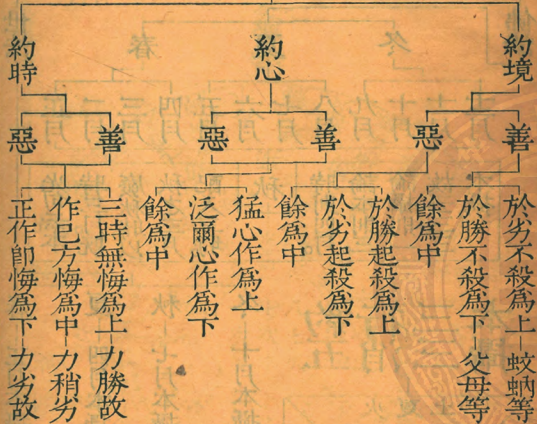 約境
善
惡
於劣不殺爲上－蚊蚋等
於勝不殺爲下－父母等
餘爲中
於勝起殺爲上
於劣起殺爲下
餘爲中
約心
善
惡
猛心作爲上
泛爾心作爲下
餘爲中
約時
善
惡
三時無悔爲上－力勝故
作已方悔爲中－力稍劣
正作即悔爲下－力劣故